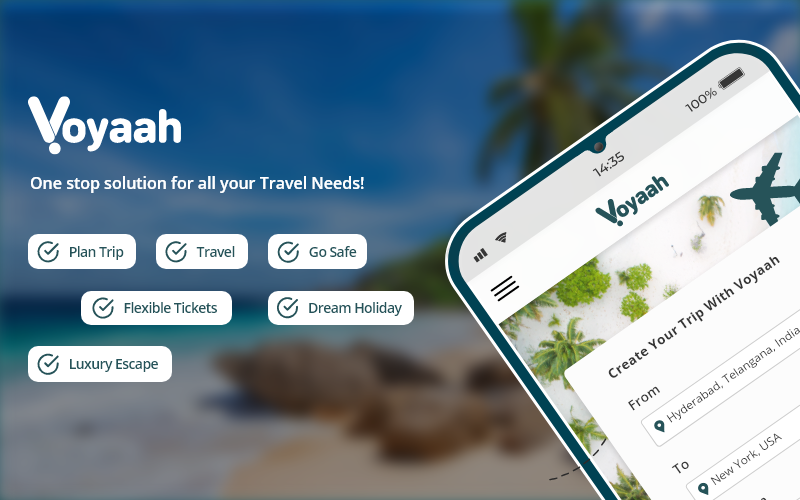 Voyaah
One stop solution for all your Travel Needs!
Plan Trip
Travel
Go Safe
Flexible Tickets
Dream Holiday
Luxury Escape
100%
14:35
Voyaah
Create Your Trip With Voyaah
From
Hyderabad, Telangana, India
To
New York, USA